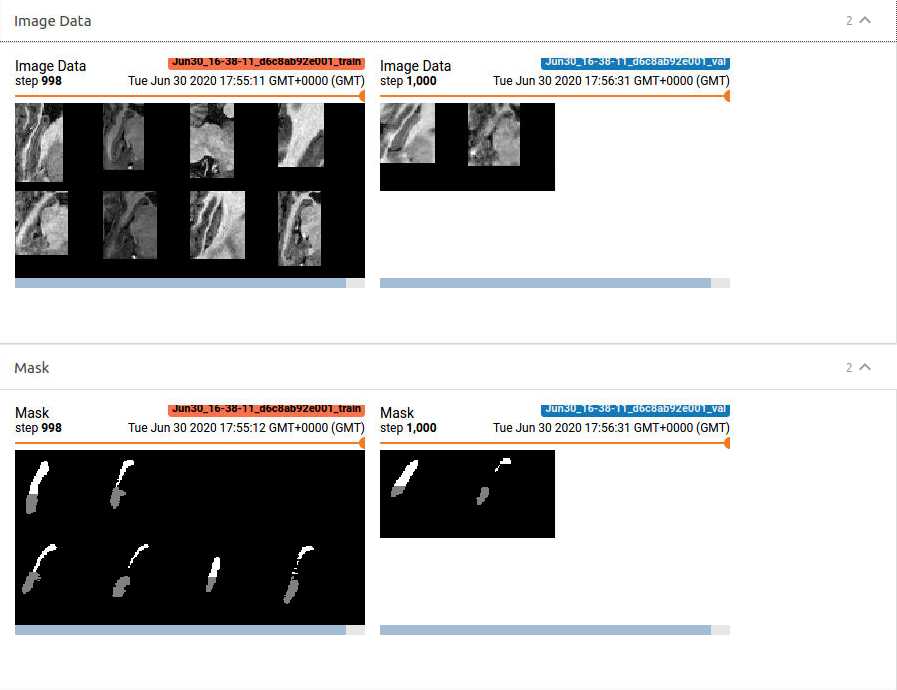 Image Data
2
Image Data
Jun30_16-38-11_d6c8ab92e001_train
step 998
Tue Jun 30 2020 17:55:11 GMT+0000 (GMT)
Image Data
Jun30_16-38-11_d6c8ab92e001_val
step 1,000
Tue Jun 30 2020 17:56:31 GMT+0000 (GMT)
Mask
2
Mask
Jun30_16-38-11_d6c8ab92e001_train
step 998
Tue Jun 30 2020 17:55:12 GMT+0000 (GMT)
Mask
Jun30_16-38-11_d6c8ab92e001_val
step 1,000
Tue Jun 30 2020 17:56:31 GMT+0000 (GMT)